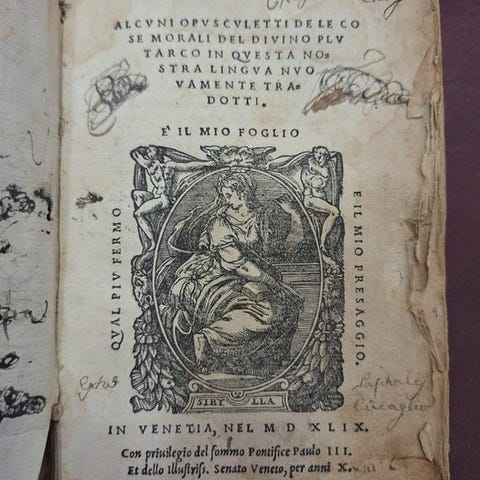 ALCVNI OPVSCVLETTI DE LE CO
SE MORALI DEL DIVINO PLV
TARCO IN QVESTA NO-
STRA LINGVA NVO
VAMENTE TRA-
DOTTI.
E' IL MIO FOGLIO
QVAL PIV FERMO
E IL MIO PRESAGGIO.
SIBYLLA
IN VENETIA, NEL M D XLIX.
Con priuilegio del sommo Pontifice Paulo III.
Et dello Illustriss. Senato Veneto, per anni X.